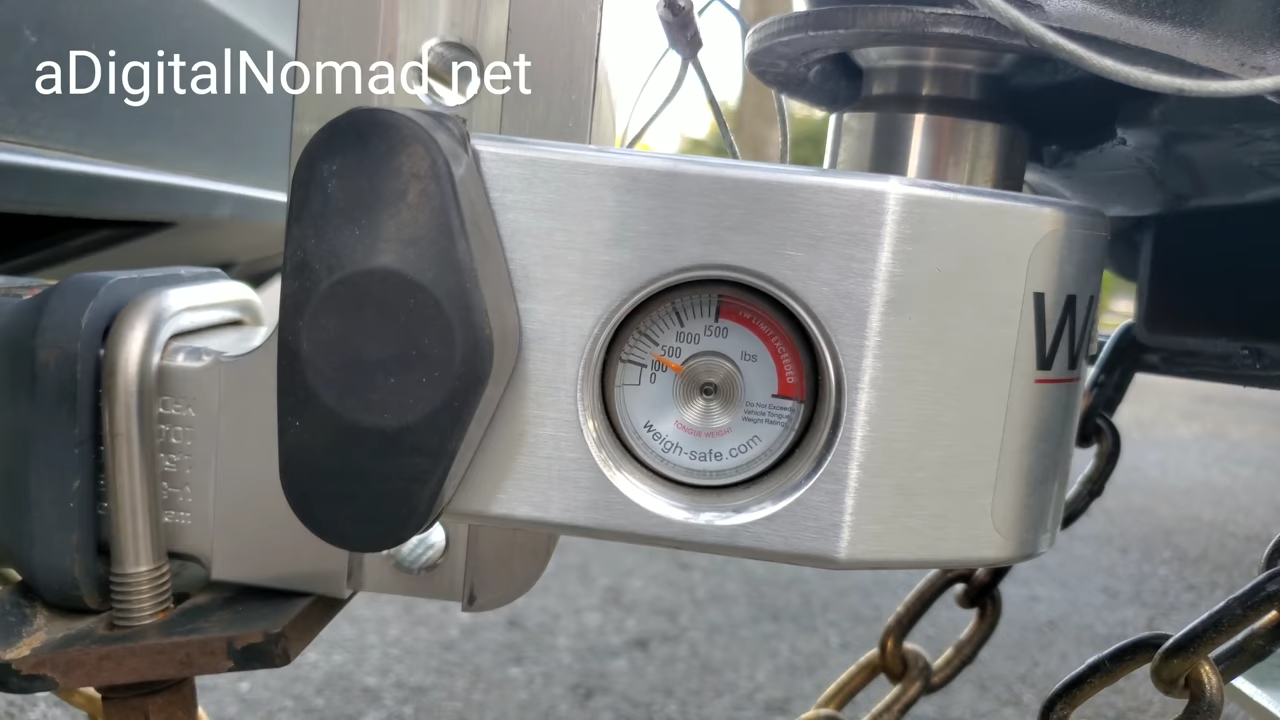 aDigitalNomad.net
TW LIMIT EXCEEDED
1500
1000
500
100
0
lbs
Do Not Exceed
Vehicle Tongue
Weight Rating
TONGUE WEIGHT
weigh-safe.com